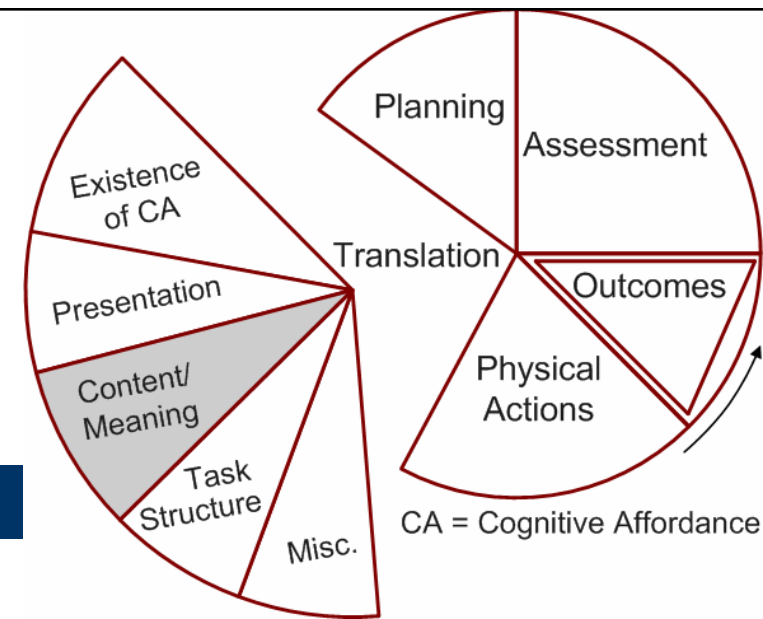 Planning
Assessment
Existence
of CA
Translation
Outcomes
Presentation
Physical
Actions
Content/
Meaning
Task
Structure
Misc.
CA = Cognitive Affordance